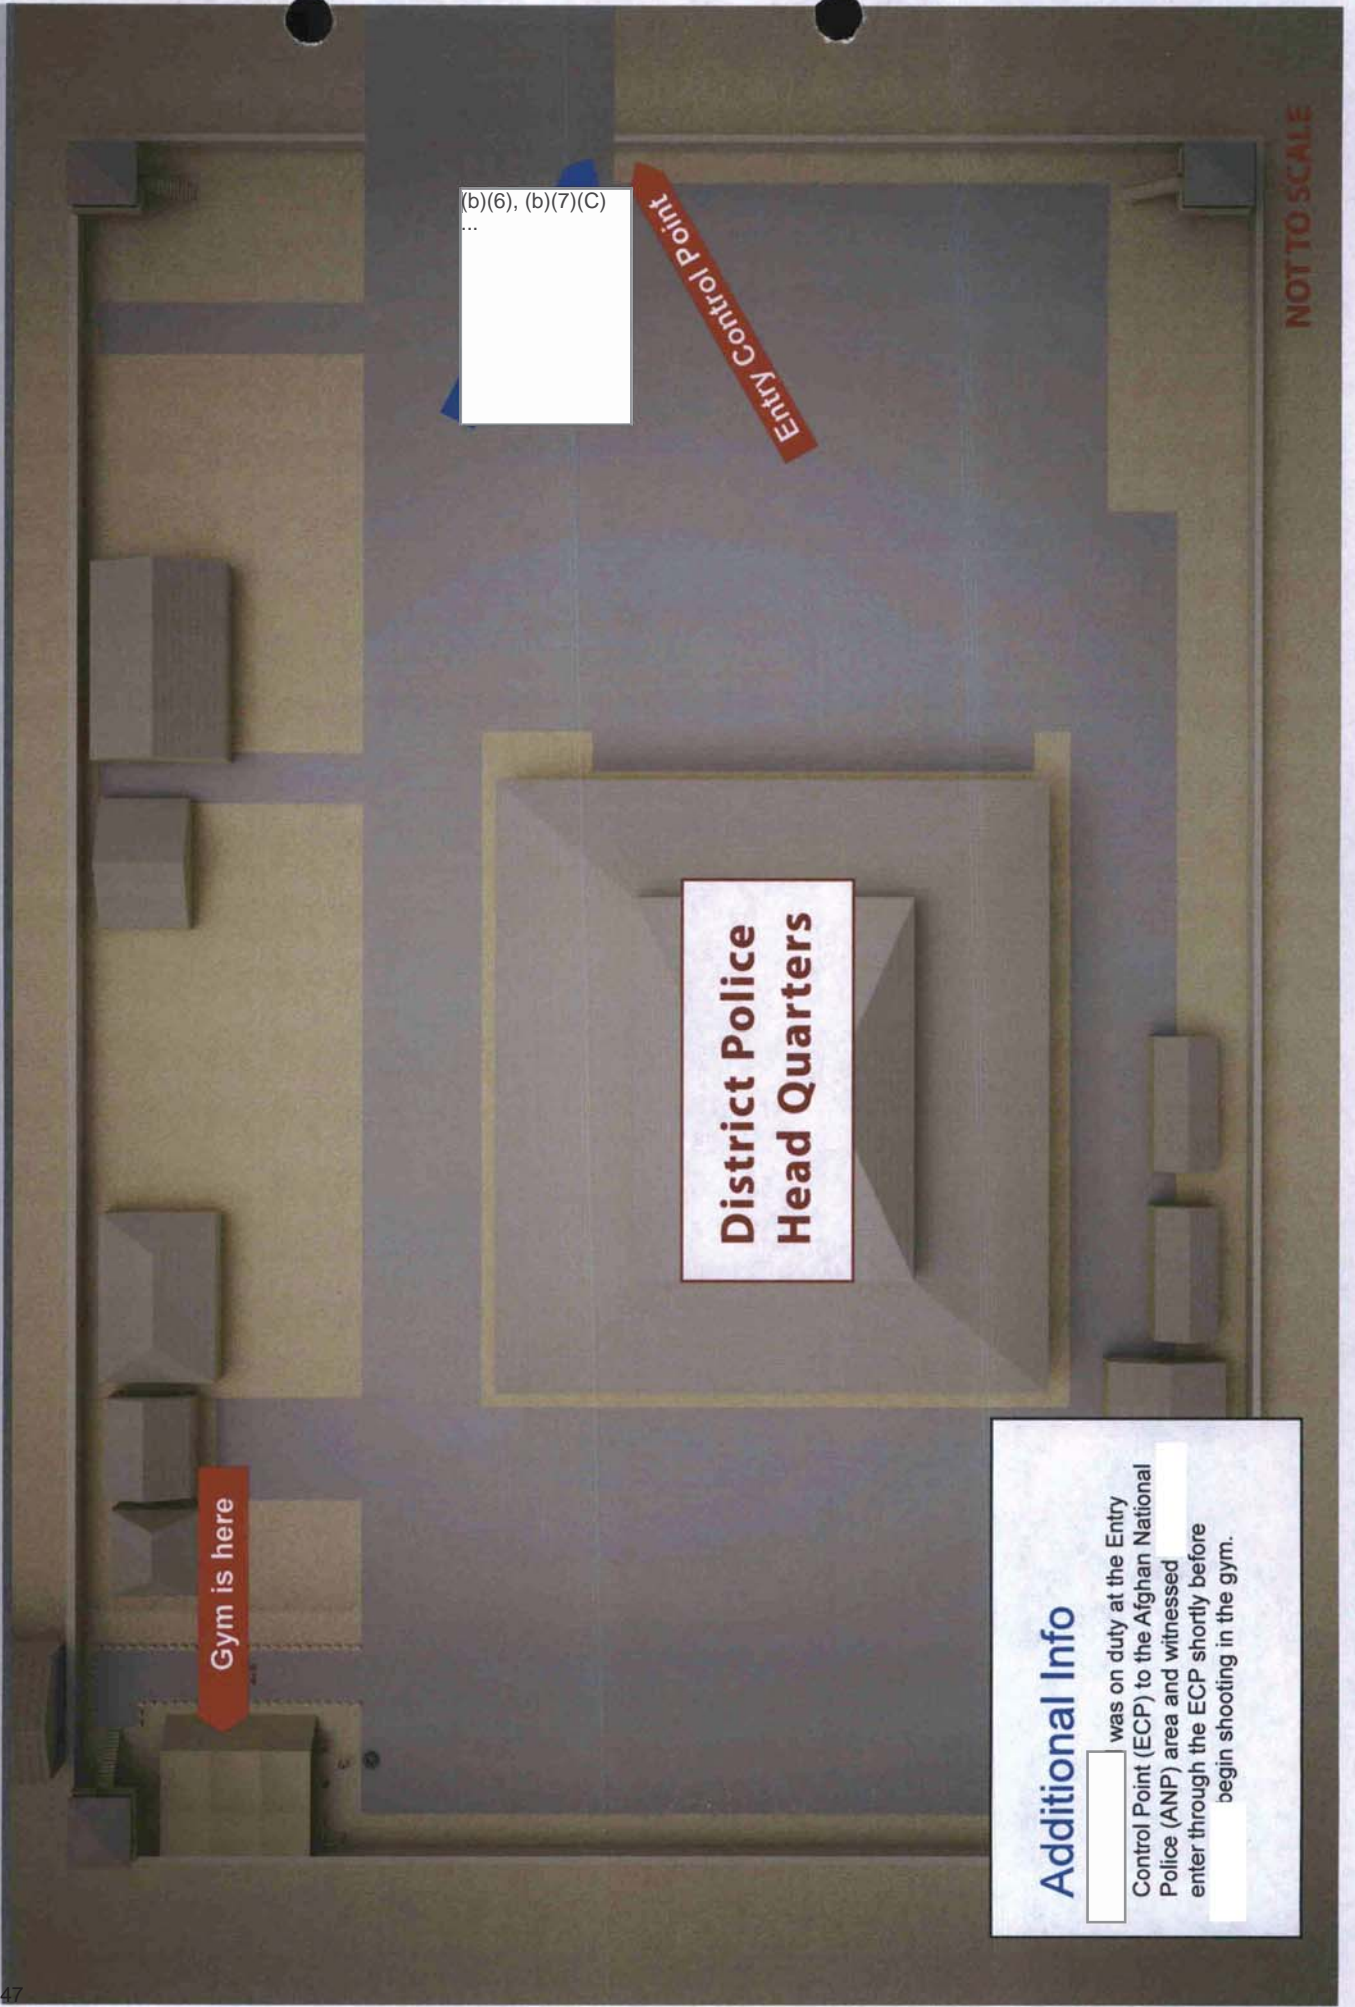 (b)(6), (b)(7)(C)
...
Entry Control Point
NOT TO SCALE
District Police
Head Quarters
Gym is here
Additional Info
was on duty at the Entry
Control Point (ECP) to the Afghan National
Police (ANP) area and witnessed
enter through the ECP shortly before
begin shooting in the gym.
47